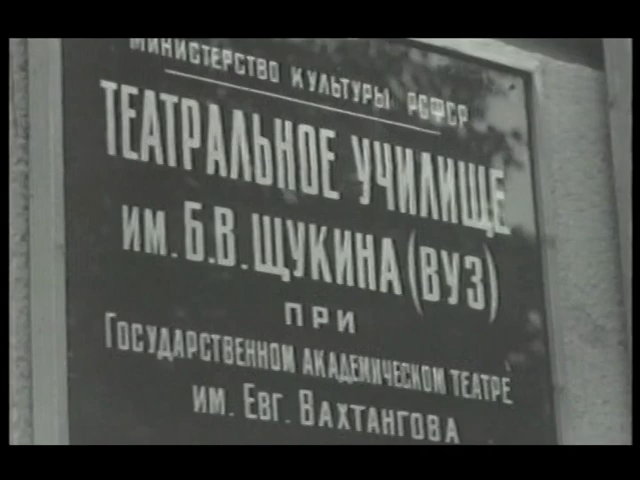 МИНИСТЕРСТВО КУЛЬТУРЫ РСФСР
ТЕАТРАЛЬНОЕ УЧИЛИЩЕ
ИМ. Б.В. ЩУКИНА (ВУЗ)
ПРИ
ГОСУДАРСТВЕННОМ АКАДЕМИЧЕСКОМ ТЕАТРЕ
ИМ. ЕВГ. ВАХТАНГОВА